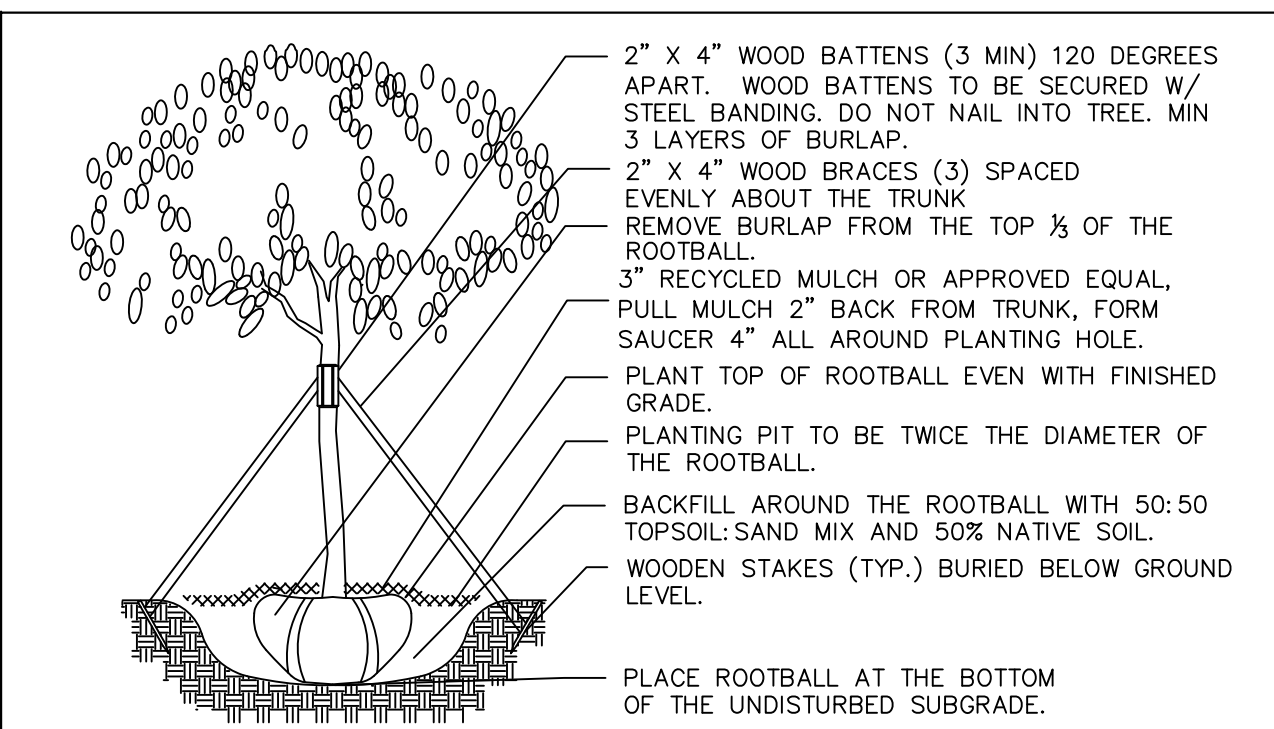 2” X 4” WOOD BATTENS (3 MIN) 120 DEGREES
APART. WOOD BATTENS TO BE SECURED W/
STEEL BANDING. DO NOT NAIL INTO TREE. MIN
3 LAYERS OF BURLAP.
2” X 4” WOOD BRACES (3) SPACED
EVENLY ABOUT THE TRUNK
REMOVE BURLAP FROM THE TOP ⅓ OF THE
ROOTBALL.
3” RECYCLED MULCH OR APPROVED EQUAL,
PULL MULCH 2” BACK FROM TRUNK, FORM
SAUCER 4” ALL AROUND PLANTING HOLE.
PLANT TOP OF ROOTBALL EVEN WITH FINISHED
GRADE.
PLANTING PIT TO BE TWICE THE DIAMETER OF
THE ROOTBALL.
BACKFILL AROUND THE ROOTBALL WITH 50:50
TOPSOIL:SAND MIX AND 50% NATIVE SOIL.
WOODEN STAKES (TYP.) BURIED BELOW GROUND
LEVEL.
PLACE ROOTBALL AT THE BOTTOM
OF THE UNDISTURBED SUBGRADE.